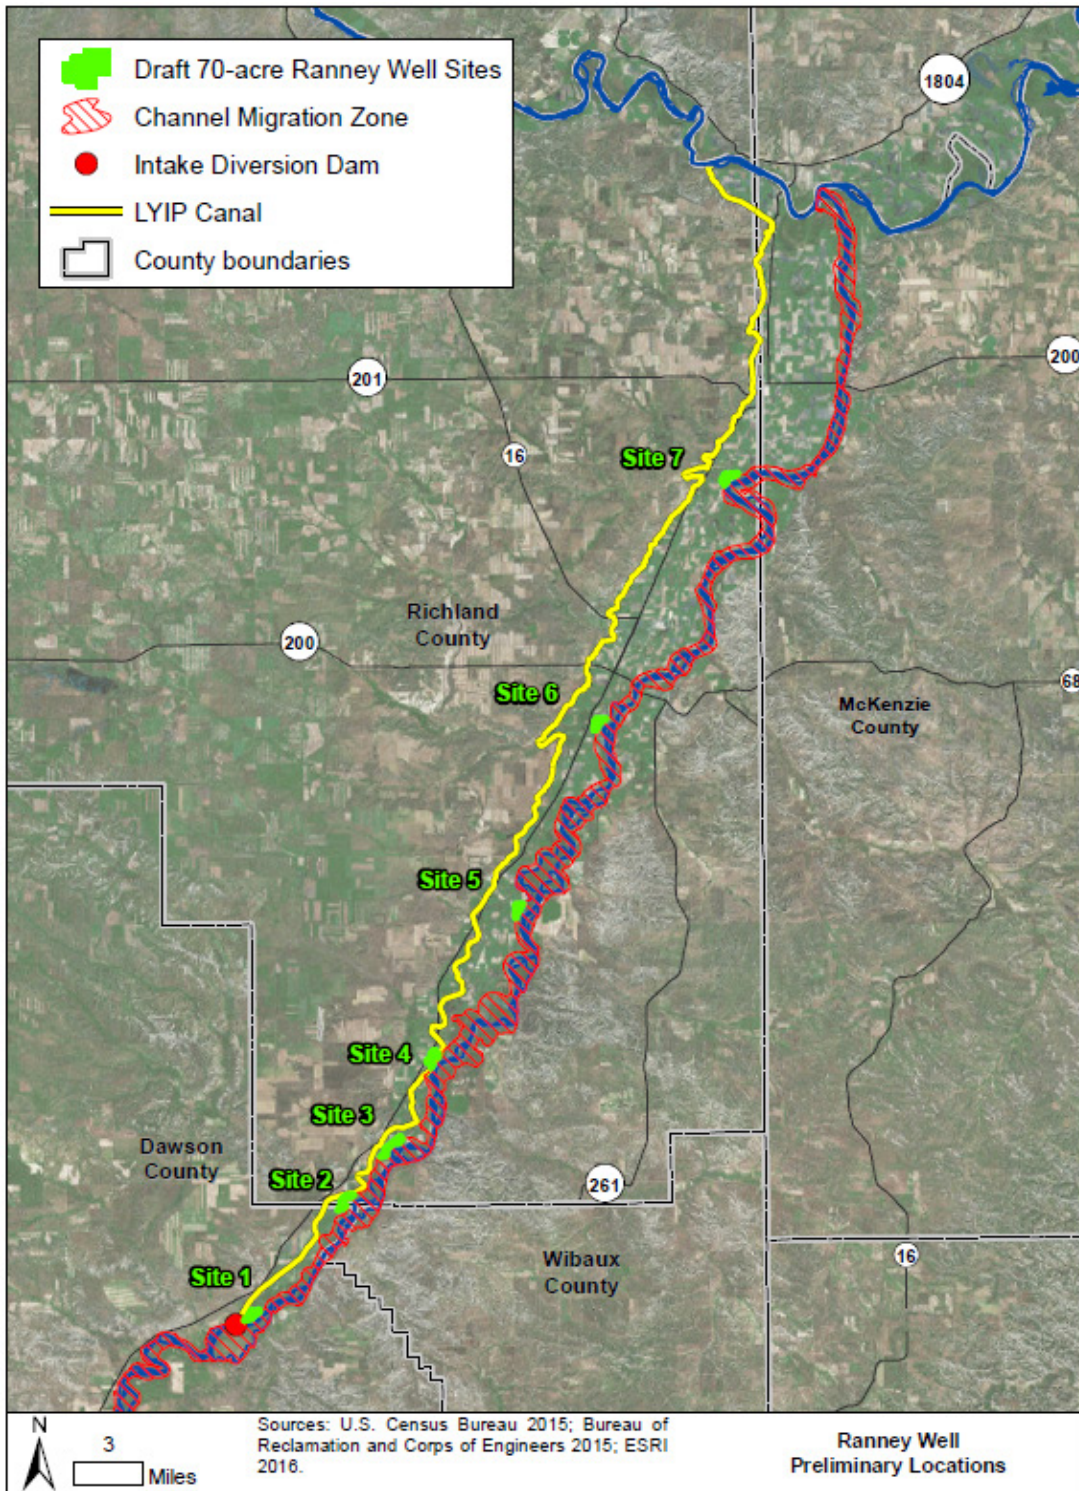 Draft 70-acre Ranney Well Sites
Channel Migration Zone
Intake Diversion Dam
LYIP Canal
County boundaries
1804
200
201
16
Site 7
Richland
County
200
Site 6
68
McKenzie
County
Site 5
Site 4
Site 3
Dawson
County
Site 2
261
Site 1
Wibaux
County
16
N
3
Miles
Sources: U.S. Census Bureau 2015; Bureau of
Reclamation and Corps of Engineers 2015; ESRI
2016.
Ranney Well
Preliminary Locations